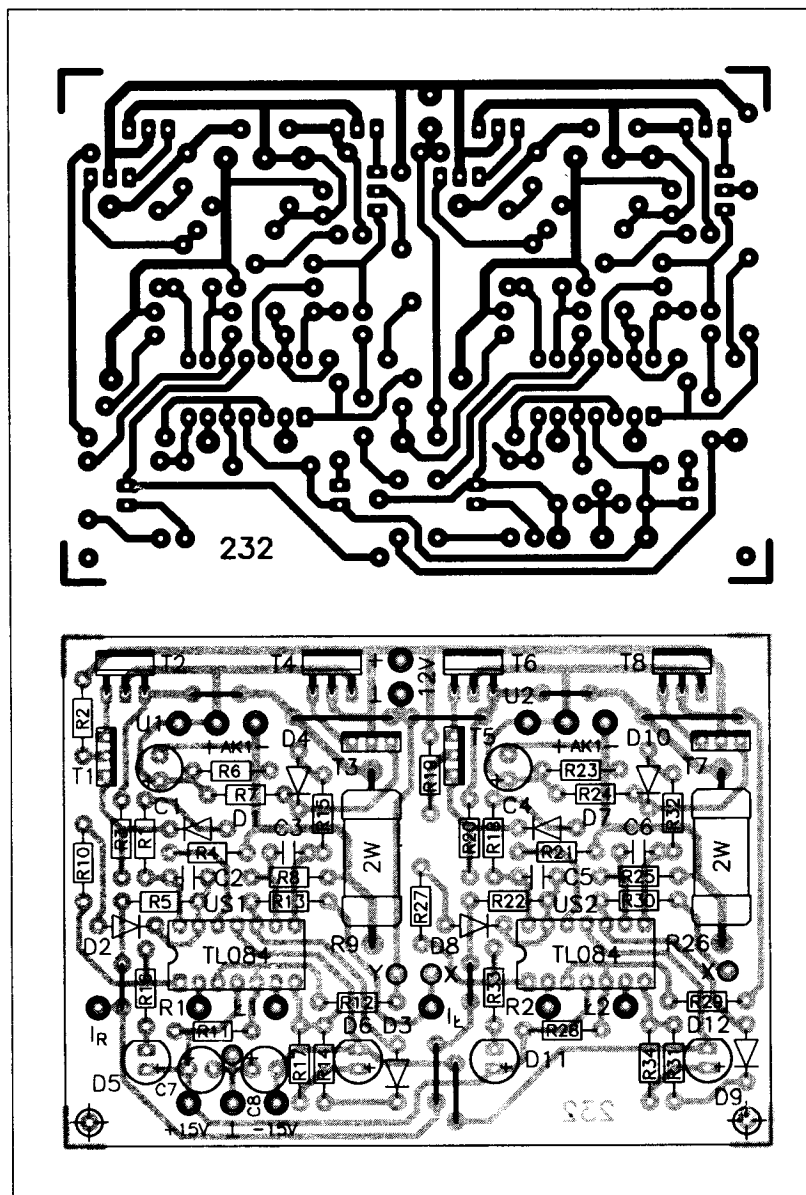 232
T2 T4 + 12V T6 T8
⊥
R2 U1 U2
+ AK1 - D4 T5 + AK1 - D10
T1 R6 T3 R19 R23 T7
R7 R24
C1 D1 R15 C4 D7 R32
R10 R3 C3 R20 R18 C6
R4 2W R21 2W
C2 R8 C5 R25
R5 US1 R13 R27 R22 US2 R30
D2 TL084 R9 D8 TL084 R26
Y X X
R1 L1 R12 R33 R2 L2 R29
IR R11 D6 D3 IŁ R28 D12
R17 R14 D11 R34 R31
D5 C7 C8 D9
+15V ⊥ -15V 232